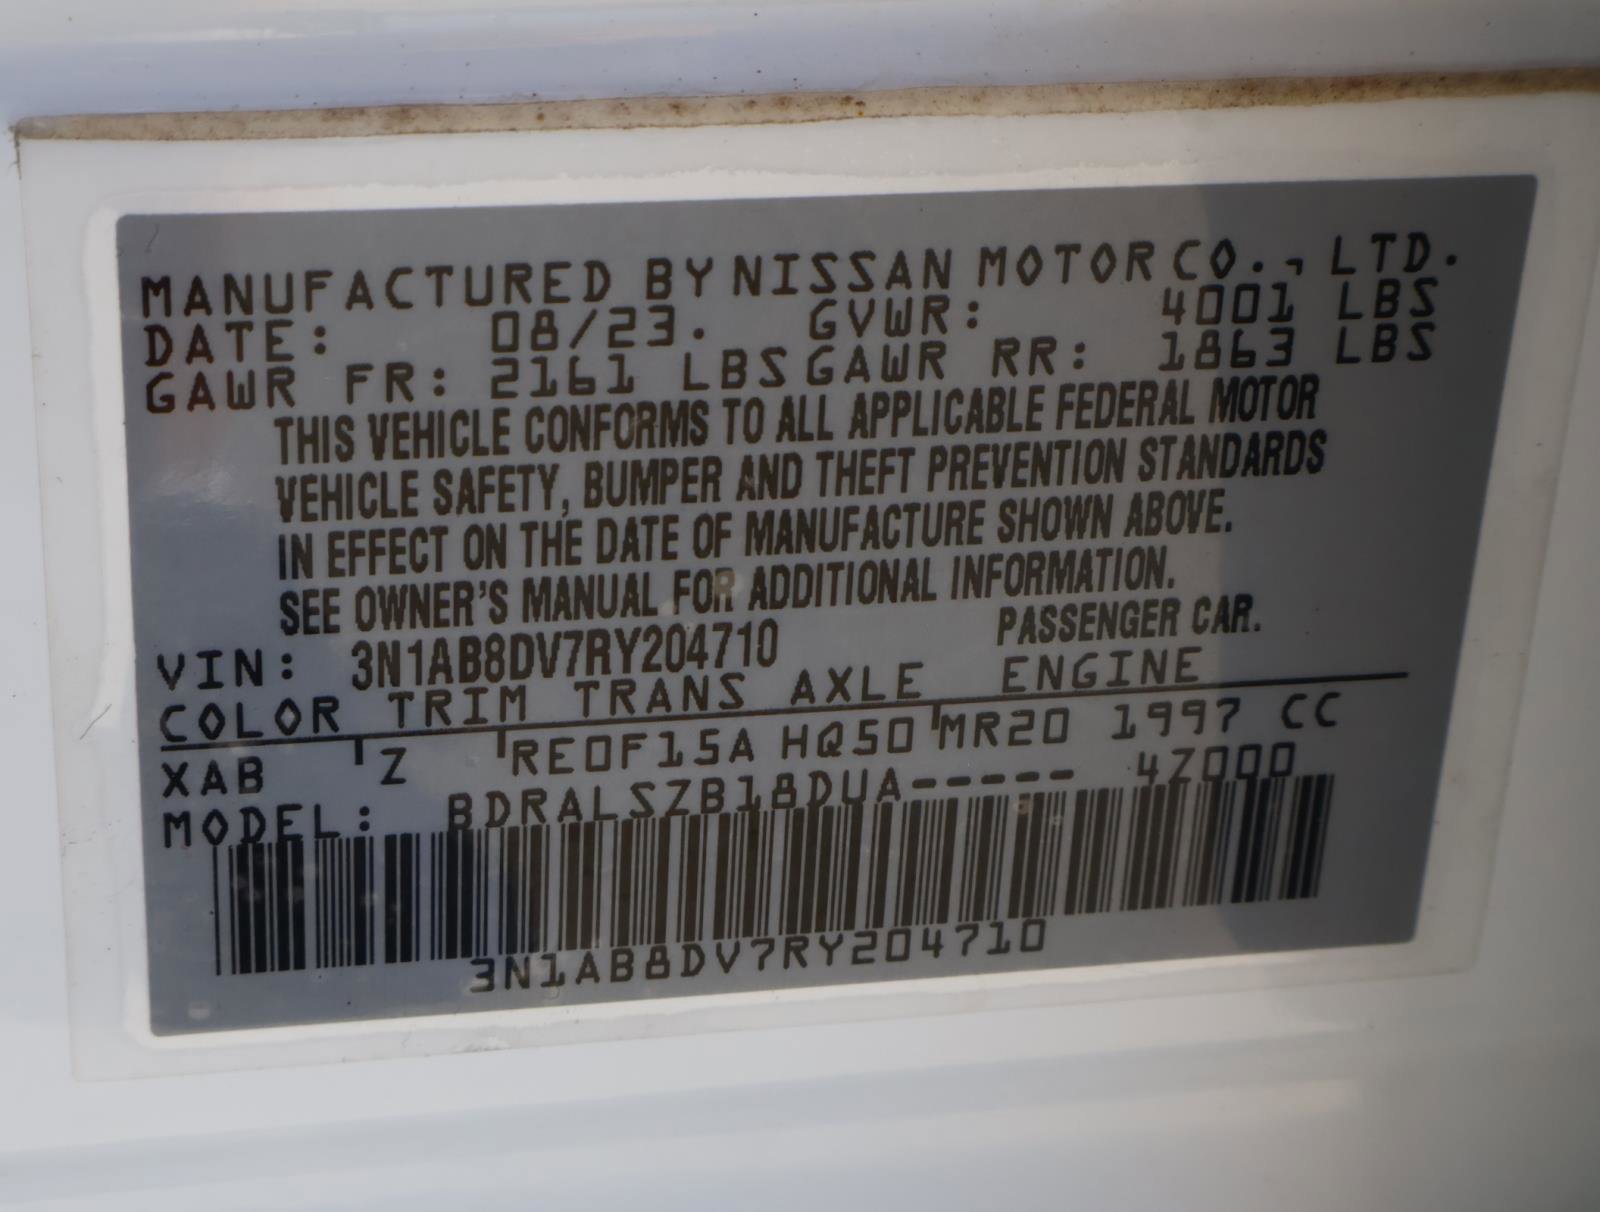 MANUFACTURED BY NISSAN MOTOR CO., LTD.
DATE: 08/23. GVWR: 4001 LBS
GAWR FR: 2161 LBS GAWR RR: 1863 LBS
THIS VEHICLE CONFORMS TO ALL APPLICABLE FEDERAL MOTOR
VEHICLE SAFETY, BUMPER AND THEFT PREVENTION STANDARDS
IN EFFECT ON THE DATE OF MANUFACTURE SHOWN ABOVE.
SEE OWNER'S MANUAL FOR ADDITIONAL INFORMATION.
VIN: 3N1AB8DV7RY204710 PASSENGER CAR.
COLOR TRIM TRANS AXLE ENGINE
XAB Z RE0F15A HQ50 MR20 1997 CC
MODEL: BDRALSZB18DUA----- 4Z000
3N1AB8DV7RY204710